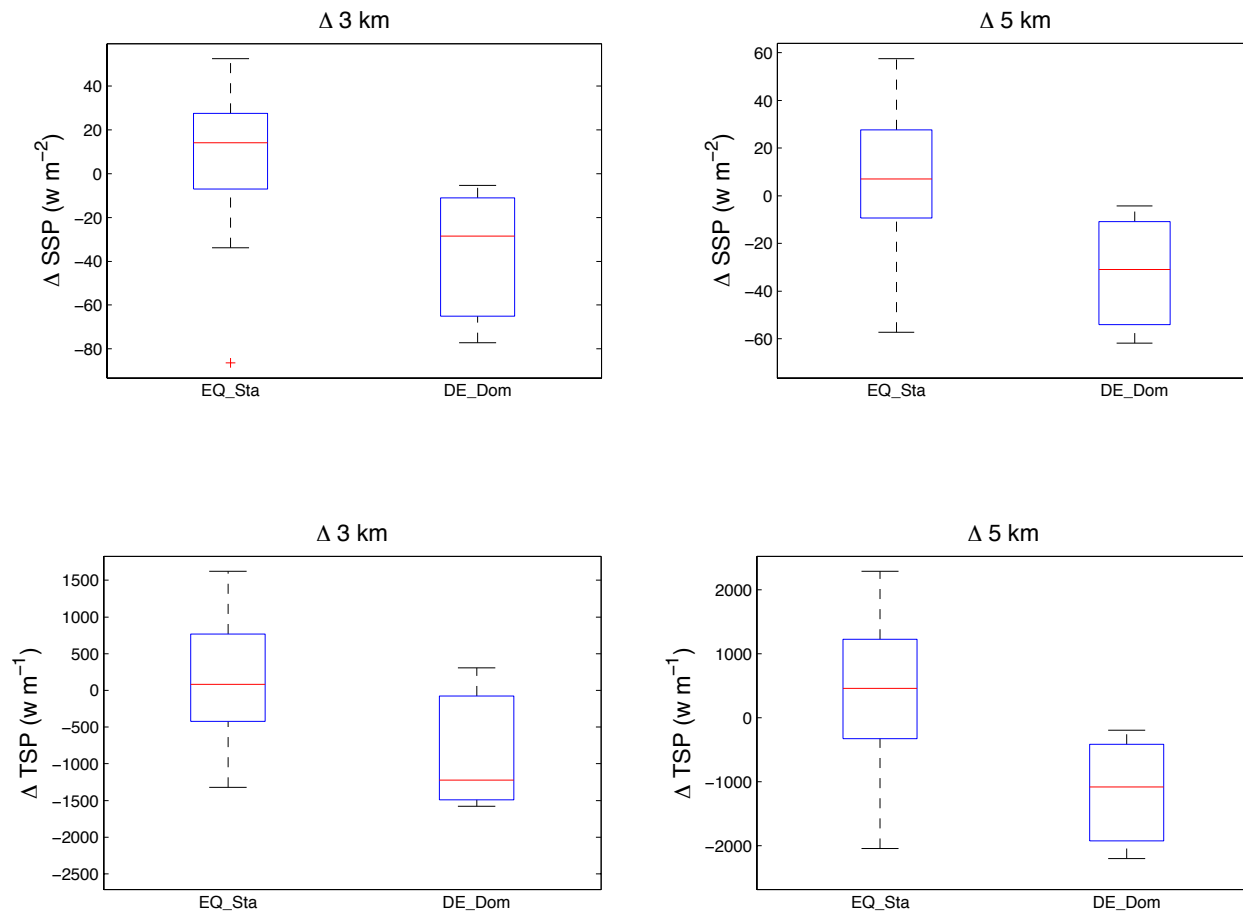 Δ 3 km
40
20
0
−20
−40
−60
−80
Δ SSP (w m−2)
EQ_Sta DE_Dom
Δ 5 km
60
40
20
0
−20
−40
−60
Δ SSP (w m−2)
EQ_Sta DE_Dom
Δ 3 km
1500
1000
500
0
−500
−1000
−1500
−2000
−2500
Δ TSP (w m−1)
EQ_Sta DE_Dom
Δ 5 km
2000
1000
0
−1000
−2000
Δ TSP (w m−1)
EQ_Sta DE_Dom